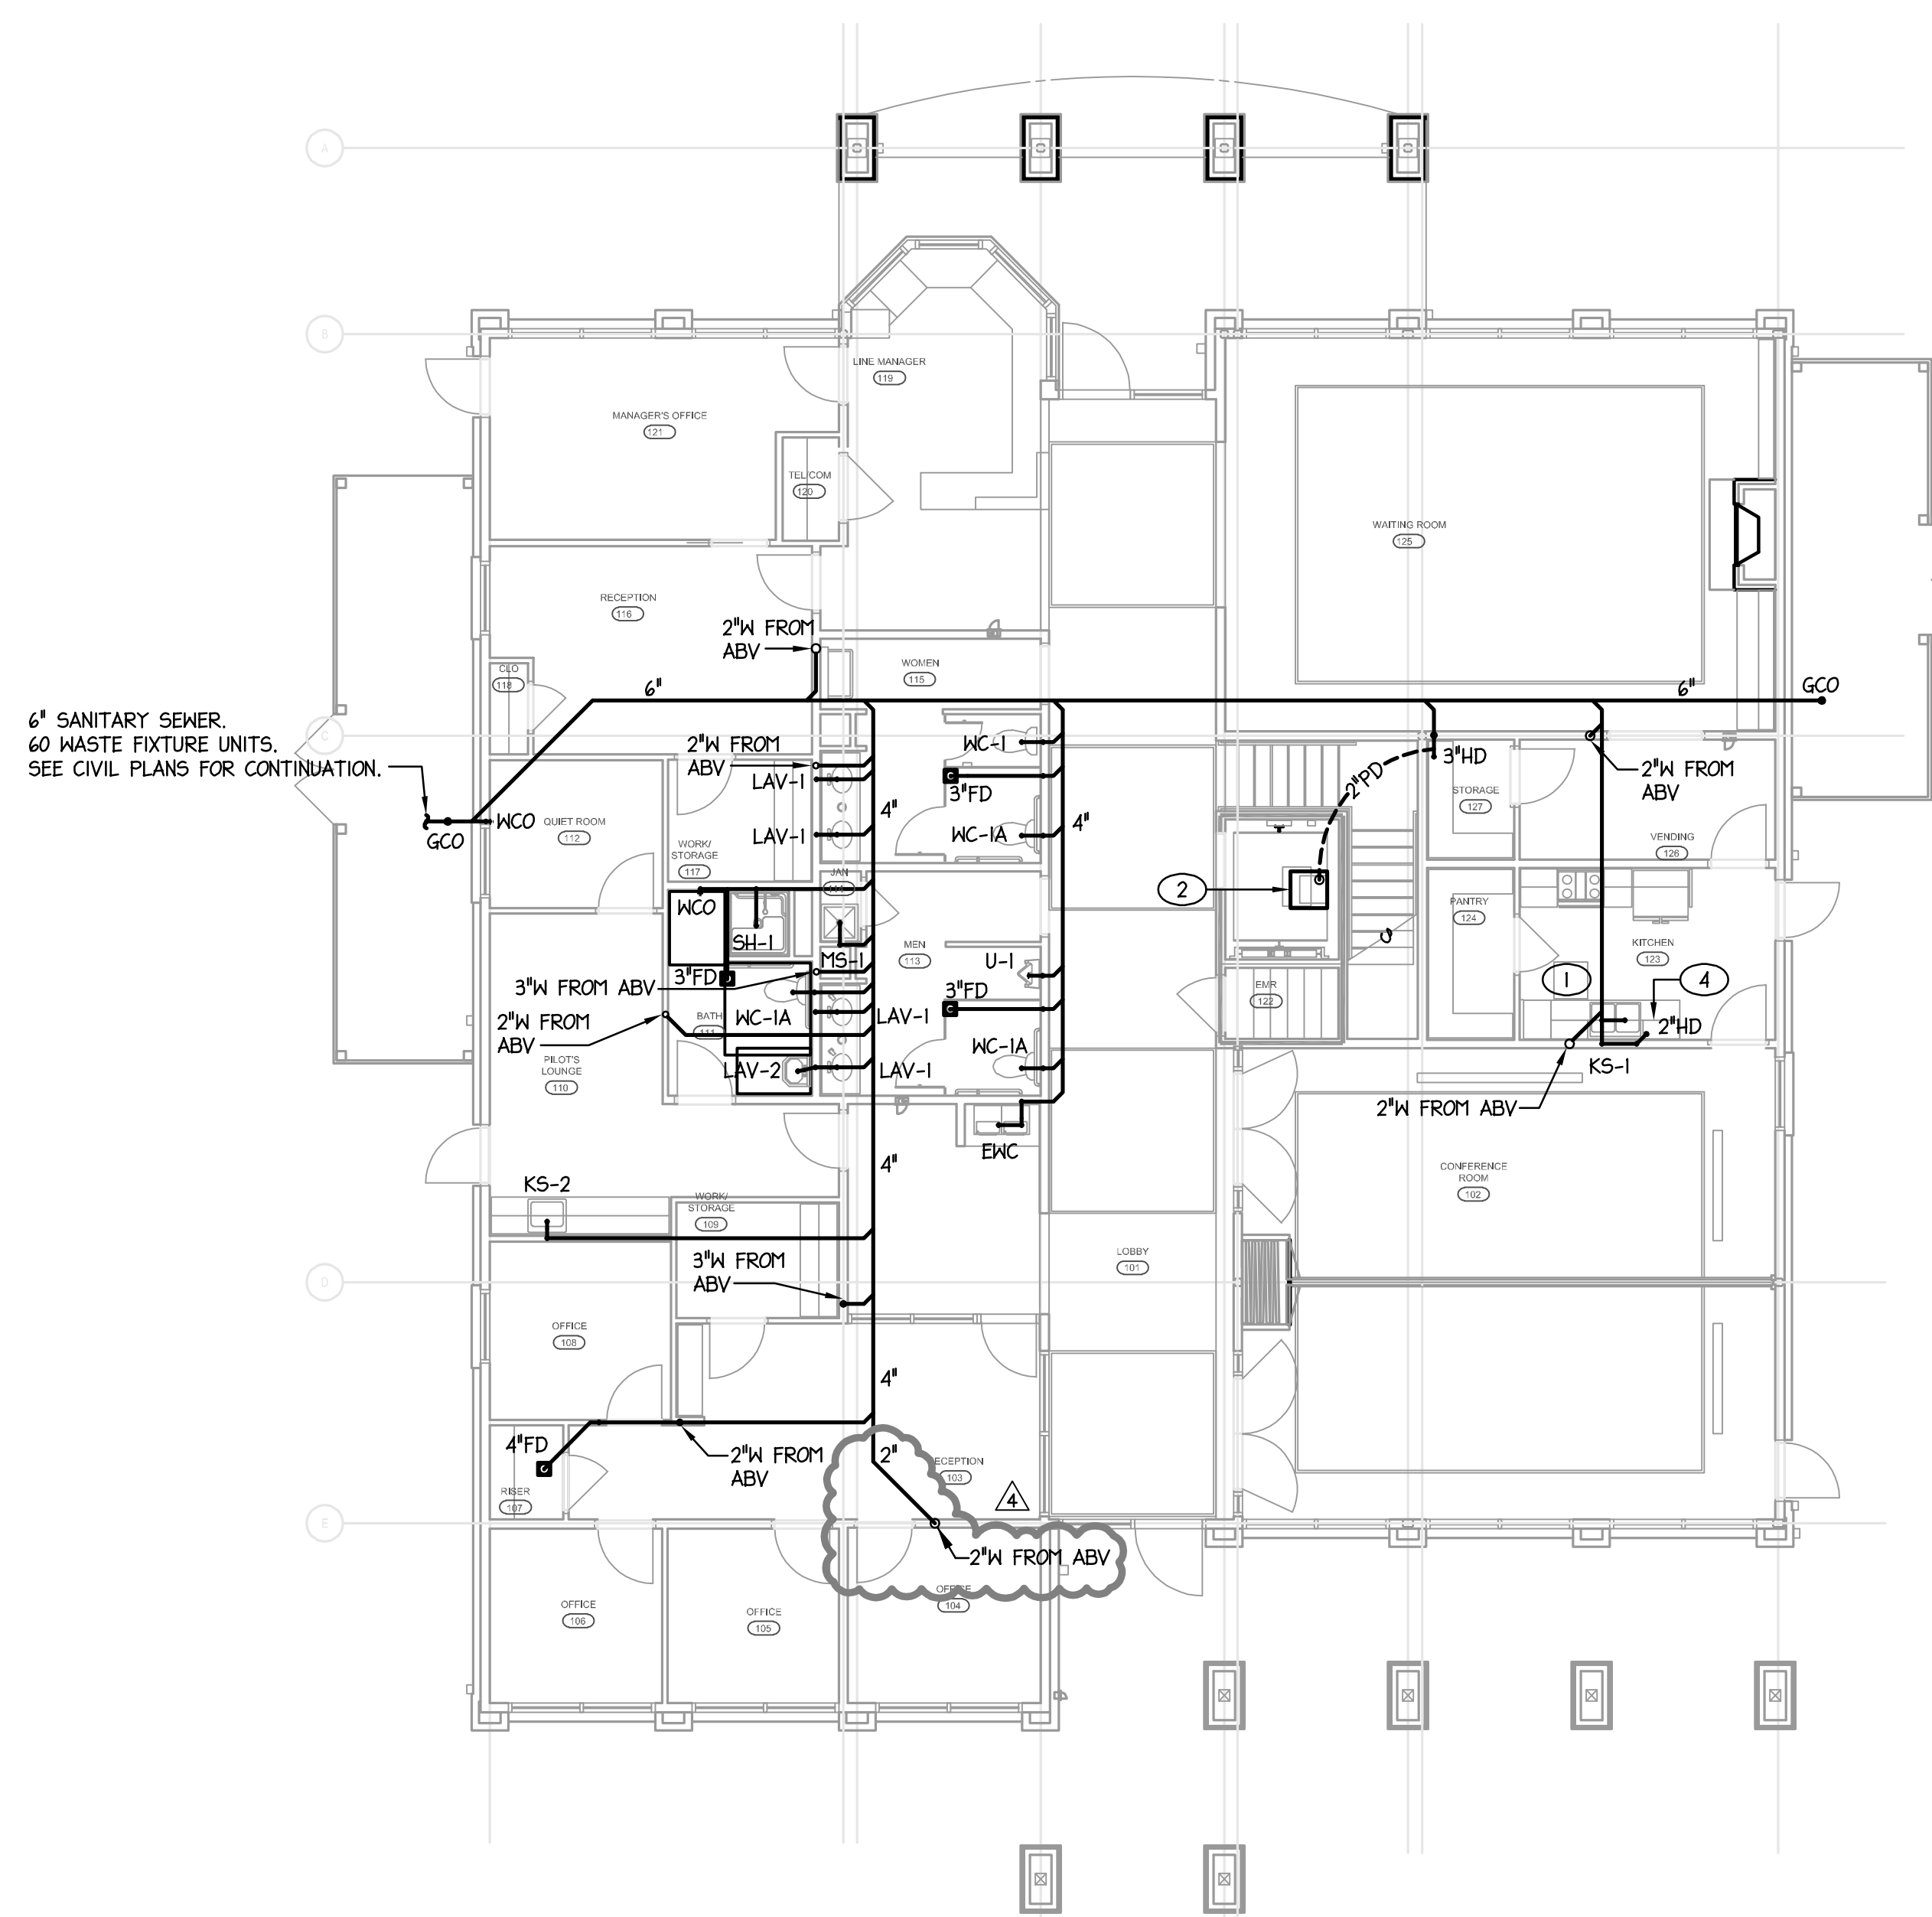 A
B
LINE MANAGER
119
MANAGER'S OFFICE
121
TEL/COM
120
WAITING ROOM
125
RECEPTION
116
2"W FROM
ABV
WOMEN
115
CLO
118
6"
6"
GCO
6" SANITARY SEWER.
60 WASTE FIXTURE UNITS.
SEE CIVIL PLANS FOR CONTINUATION.
C
2"W FROM
ABV
LAV-1
WC-1
3"FD
2"PD
3"HD
2"W FROM
ABV
STORAGE
127
4"
4"
LAV-1
WC-1A
WCO
GCO
QUIET ROOM
112
WORK/
STORAGE
117
VENDING
126
JAN
114
2
WCO
SH-1
MS-1
MEN
113
PANTRY
124
KITCHEN
123
U-1
1
4
3"FD
3"W FROM ABV
3"FD
EMR
122
2"W FROM
ABV
WC-1A
BATH
111
LAV-1
2"HD
WC-1A
PILOT'S
LOUNGE
110
LAV-2
LAV-1
KS-1
2"W FROM ABV
EWC
4"
KS-2
CONFERENCE
ROOM
102
WORK/
STORAGE
109
3"W FROM
ABV
LOBBY
101
D
OFFICE
108
4"
4"FD
2"W FROM
ABV
2"
ECEPTION
103
4
RISER
107
E
2"W FROM ABV
OFFICE
104
OFFICE
106
OFFICE
105